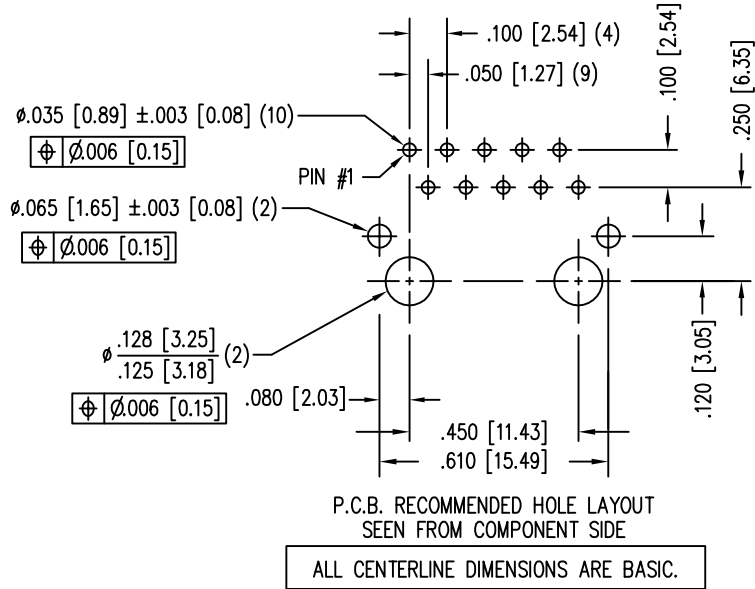 .100 [2.54] (4)
.050 [1.27] (9)
.100 [2.54]
.250 [6.35]
ø.035 [0.89] ±.003 [0.08] (10)
⌖ Ø.006 [0.15]
PIN #1
ø.065 [1.65] ±.003 [0.08] (2)
⌖ Ø.006 [0.15]
ø .128 [3.25]
.125 [3.18] (2)
⌖ Ø.006 [0.15]
.080 [2.03]
.120 [3.05]
.450 [11.43]
.610 [15.49]
P.C.B. RECOMMENDED HOLE LAYOUT
SEEN FROM COMPONENT SIDE
ALL CENTERLINE DIMENSIONS ARE BASIC.